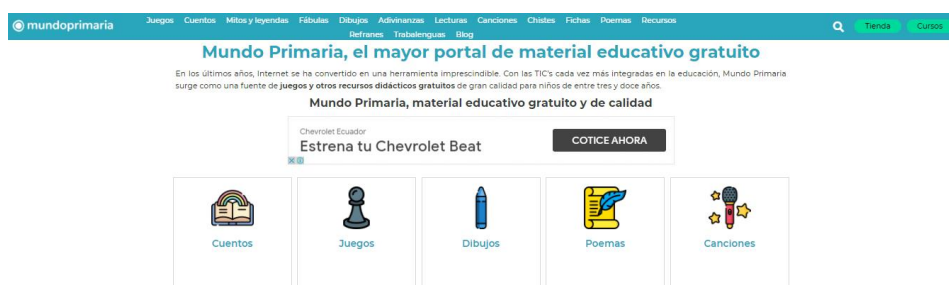 mundoprimaria
Juegos Cuentos Mitos y leyendas Fábulas Dibujos Adivinanzas Lecturas Canciones Chistes Fichas Poemas Recursos
Refranes Trabalenguas Blog
Tienda Cursos
Mundo Primaria, el mayor portal de material educativo gratuito
En los últimos años, Internet se ha convertido en una herramienta imprescindible. Con las TIC's cada vez más integradas en la educación, Mundo Primaria
surge como una fuente de juegos y otros recursos didácticos gratuitos de gran calidad para niños de entre tres y doce años.
Mundo Primaria, material educativo gratuito y de calidad
Chevrolet Ecuador
Estrena tu Chevrolet Beat
COTICE AHORA
Cuentos
Juegos
Dibujos
Poemas
Canciones